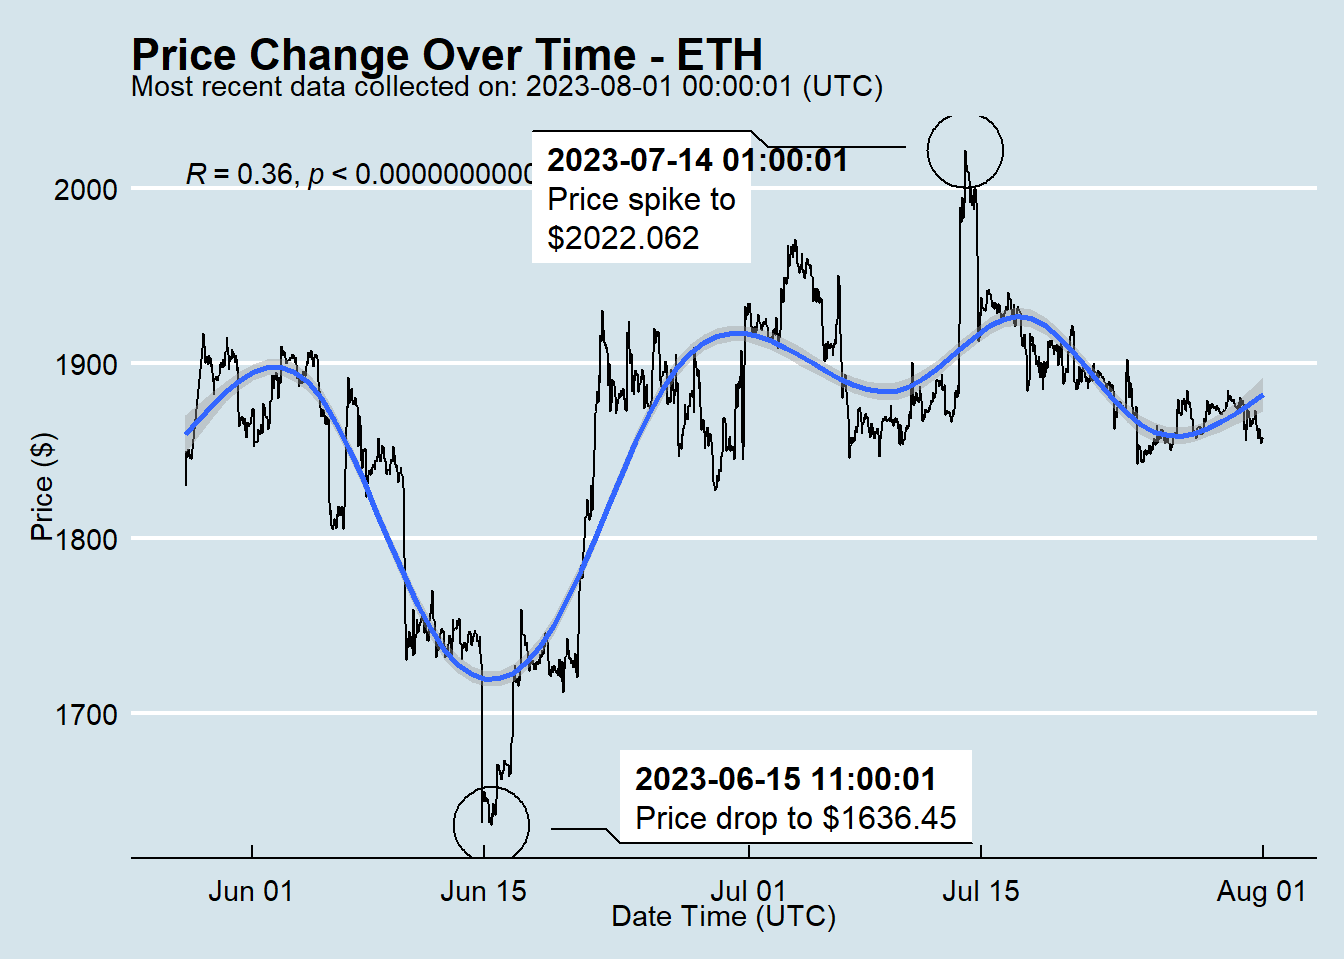 Price Change Over Time - ETH
Most recent data collected on: 2023-08-01 00:00:01 (UTC)
R = 0.36, p < 0.0000000000
2023-07-14 01:00:01
Price spike to
$2022.062
2000
1900
1800
1700
Price ($)
2023-06-15 11:00:01
Price drop to $1636.45
Jun 01
Jun 15
Jul 01
Jul 15
Aug 01
Date Time (UTC)